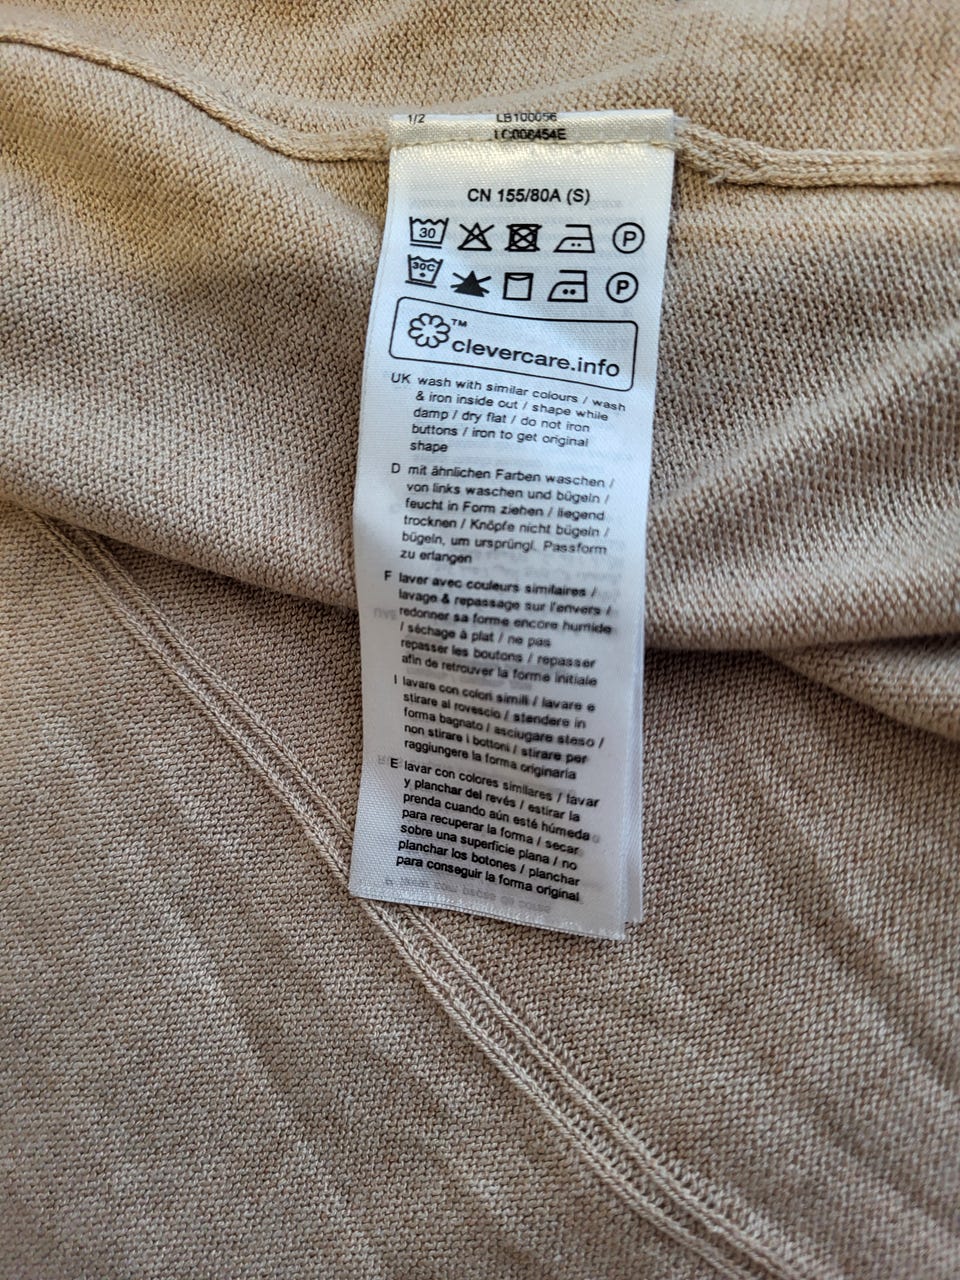 1/2 LB100056
LC006454E
CN 155/80A (S)
30 P
30C P
™ clevercare.info
UK wash with similar colours / wash
& iron inside out / shape while
damp / dry flat / do not iron
buttons / iron to get original
shape
D mit ähnlichen Farben waschen /
von links waschen und bügeln /
feucht in Form ziehen / liegend
trocknen / Knöpfe nicht bügeln /
bügeln, um ursprüngl. Passform
zu erlangen
F laver avec couleurs similaires /
lavage & repassage sur l'envers /
redonner sa forme encore humide
/ séchage à plat / ne pas
repasser les boutons / repasser
afin de retrouver la forme initiale
I lavare con colori simili / lavare e
stirare al rovescio / stendere in
forma bagnato / asciugare steso /
non stirare i bottoni / stirare per
raggiungere la forma originaria
E lavar con colores similares / lavar
y planchar del revés / estirar la
prenda cuando aún esté húmeda
para recuperar la forma / secar
sobre una superficie plana / no
planchar los botones / planchar
para conseguir la forma original